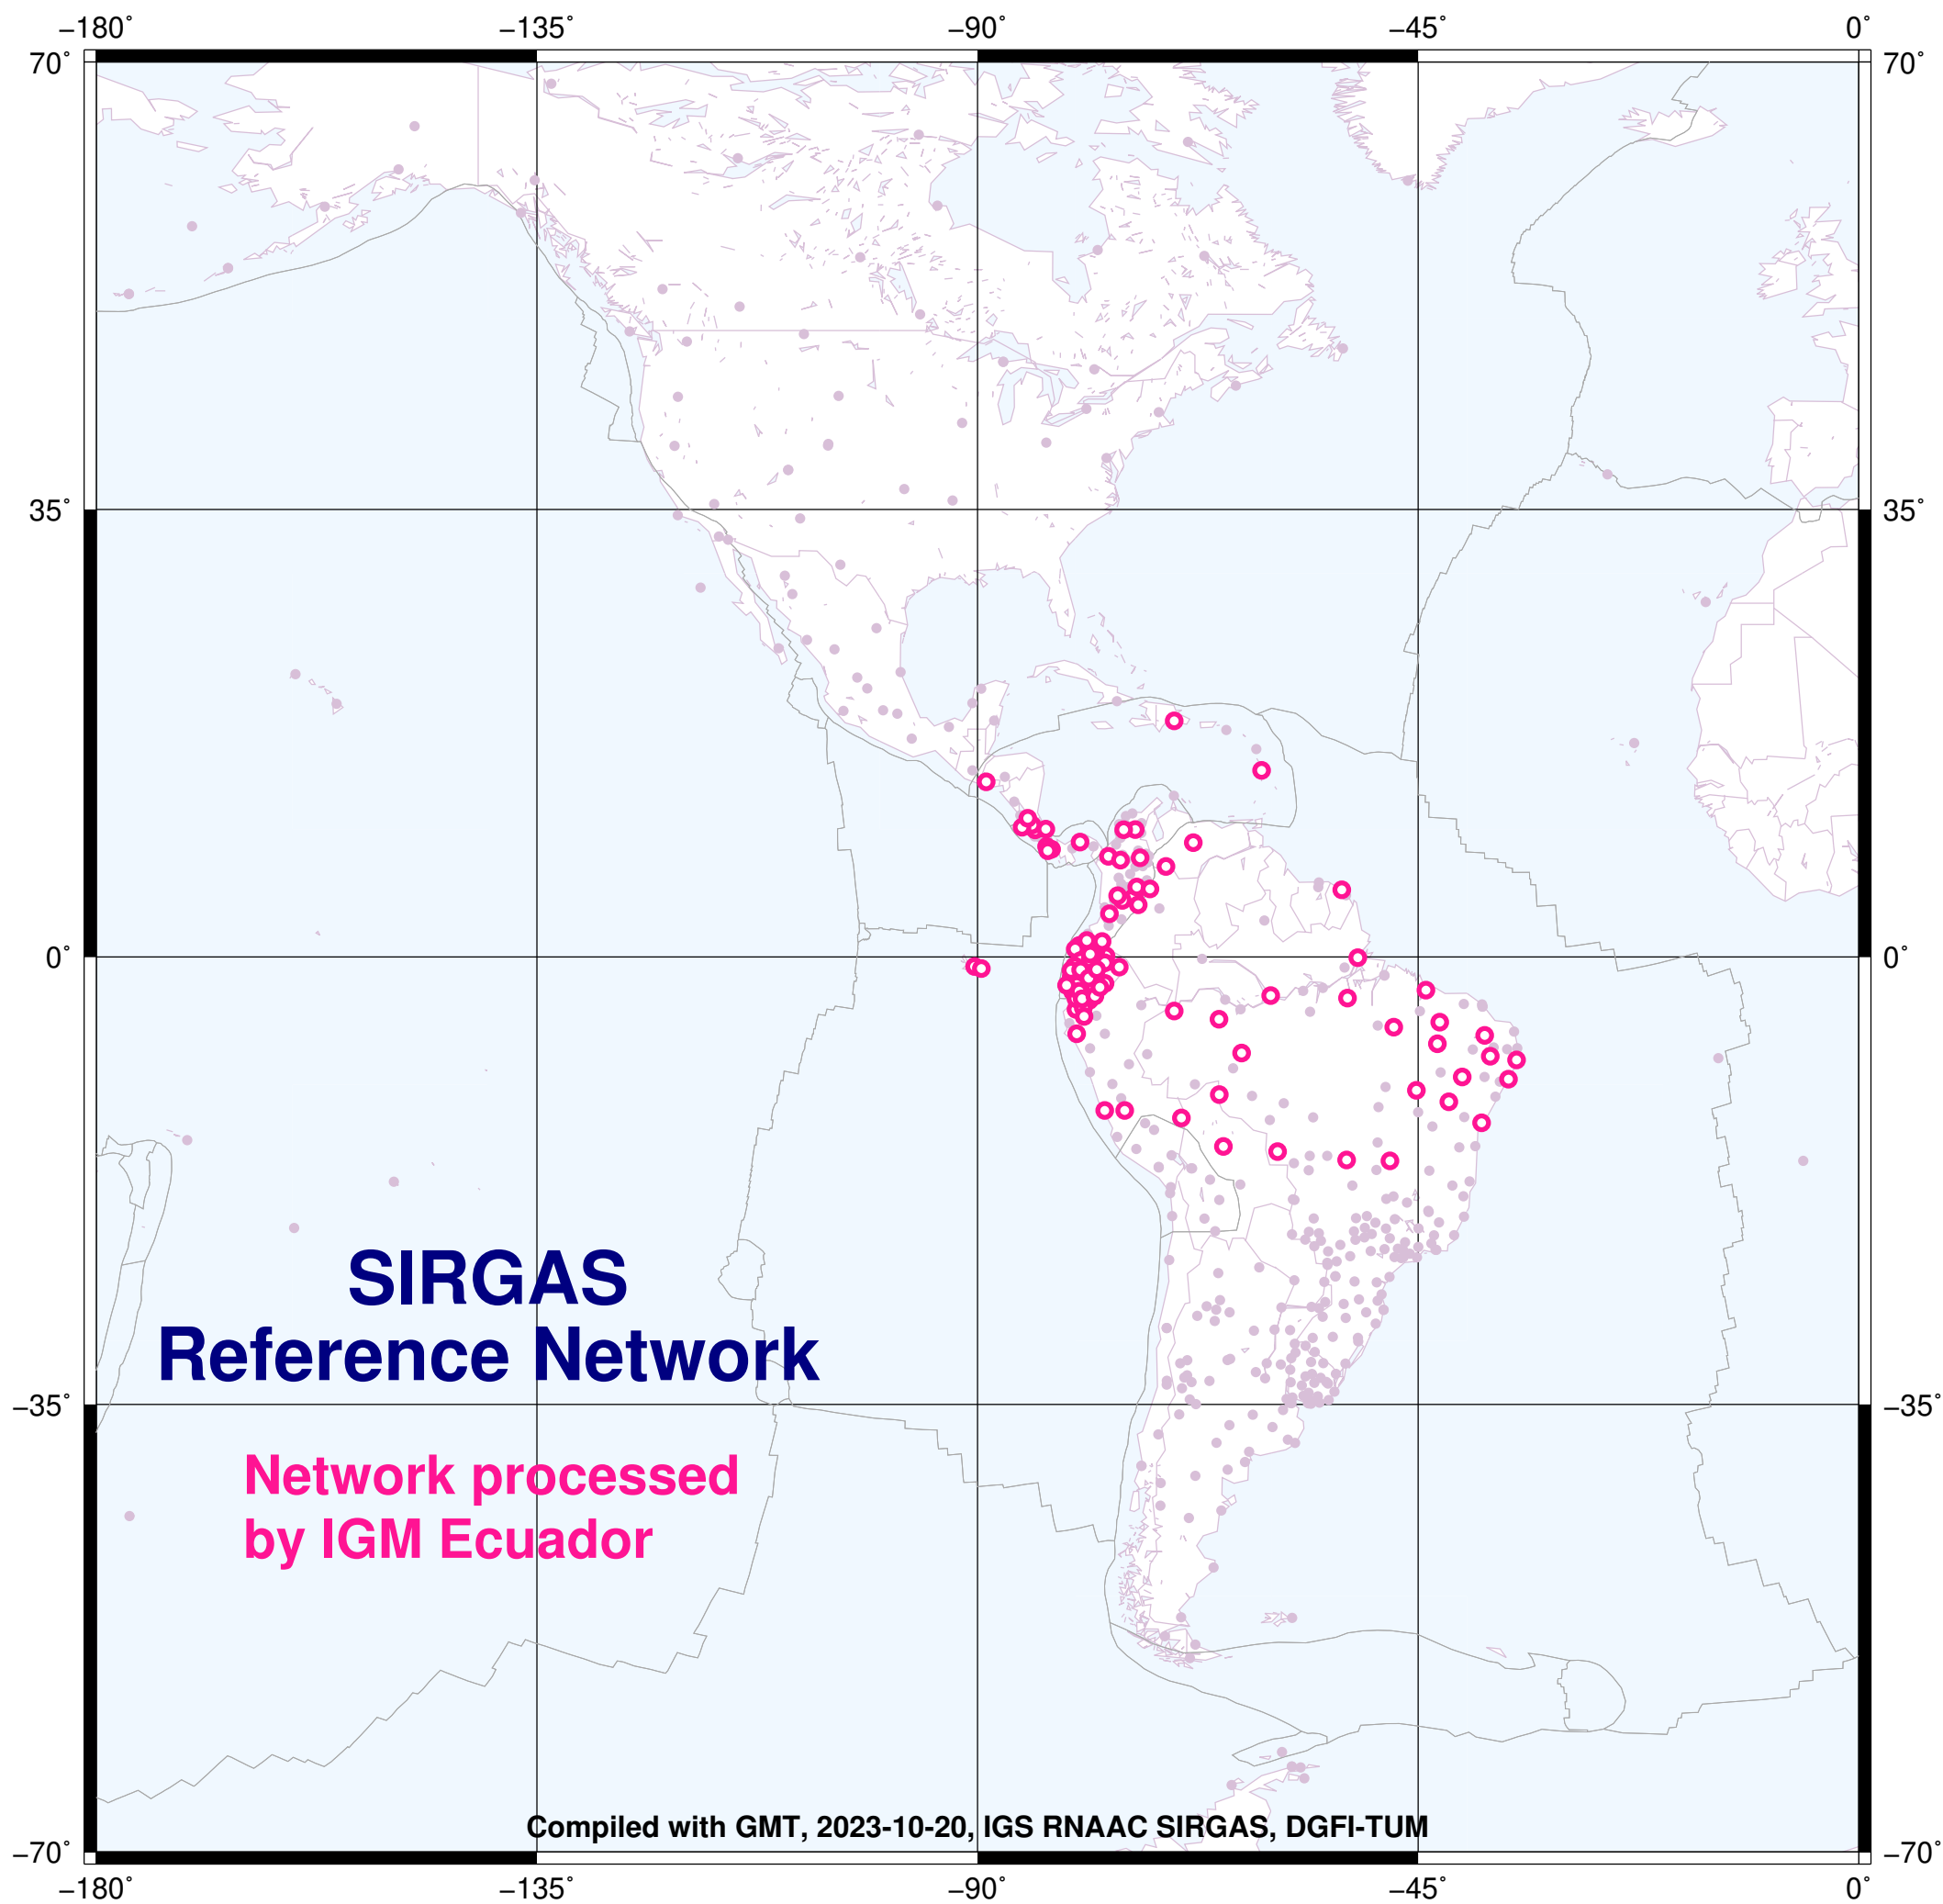 −180˚ −135˚ −90˚ −45˚ 0˚
70˚ 70˚
35˚ 35˚
0˚ 0˚
SIRGAS
Reference Network
−35˚ −35˚
Network processed
by IGM Ecuador
Compiled with GMT, 2023-10-20, IGS RNAAC SIRGAS, DGFI-TUM
−70˚ −70˚
−180˚ −135˚ −90˚ −45˚ 0˚